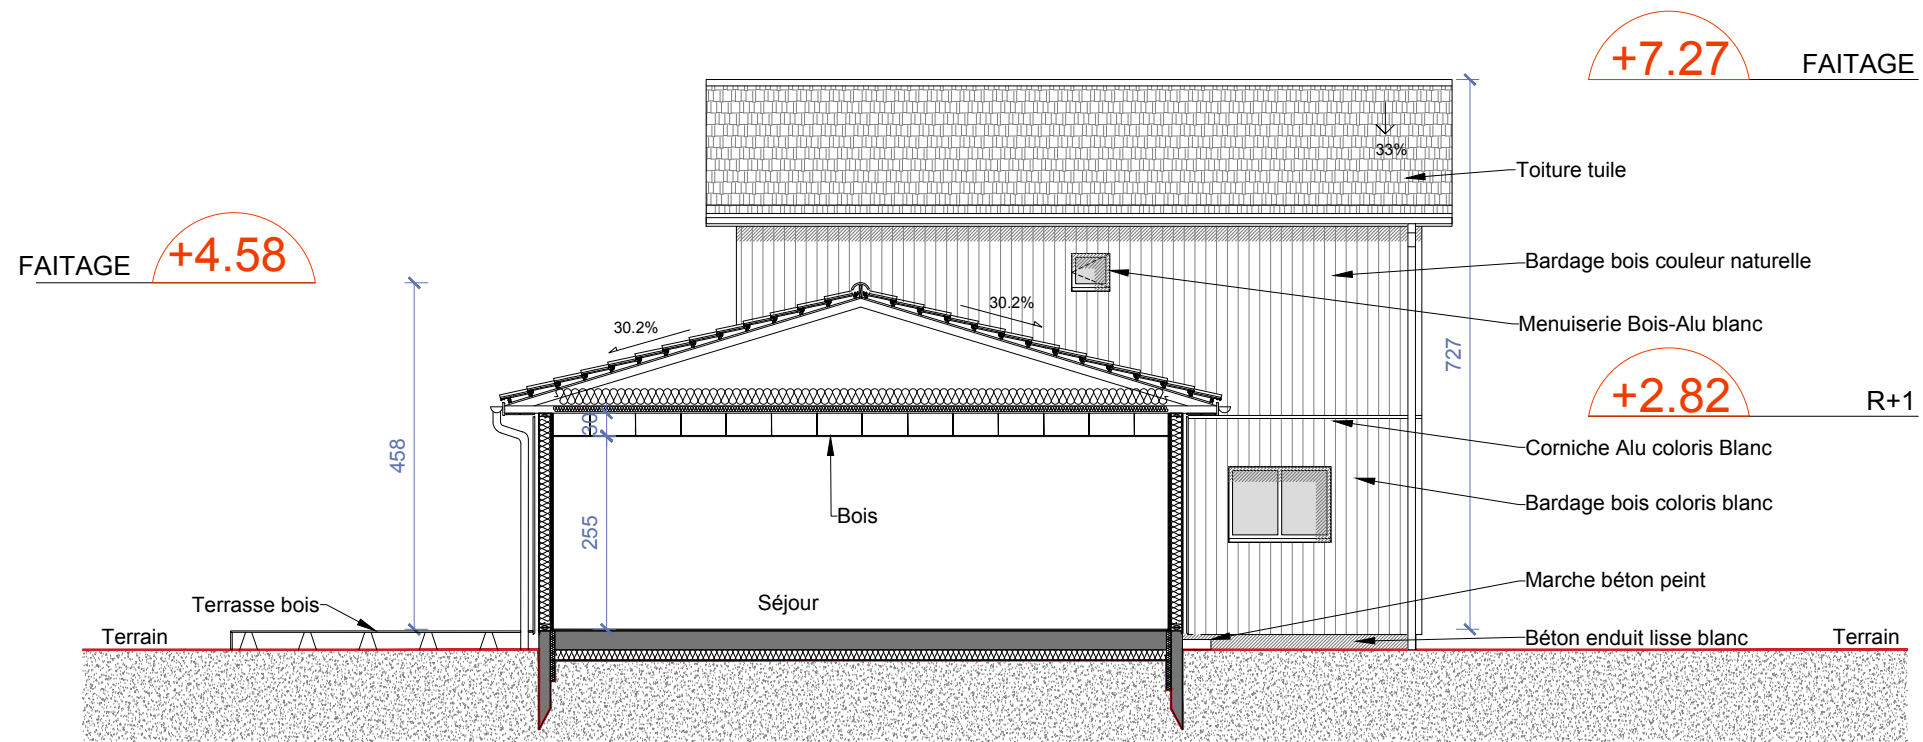 +7.27 FAITAGE
33%
Toiture tuile
FAITAGE +4.58
Bardage bois couleur naturelle
30.2%
30.2%
Menuiserie Bois-Alu blanc
727
+2.82 R+1
30
458
Corniche Alu coloris Blanc
Bardage bois coloris blanc
Bois
255
Marche béton peint
Séjour
Terrasse bois
Terrain
Béton enduit lisse blanc
Terrain